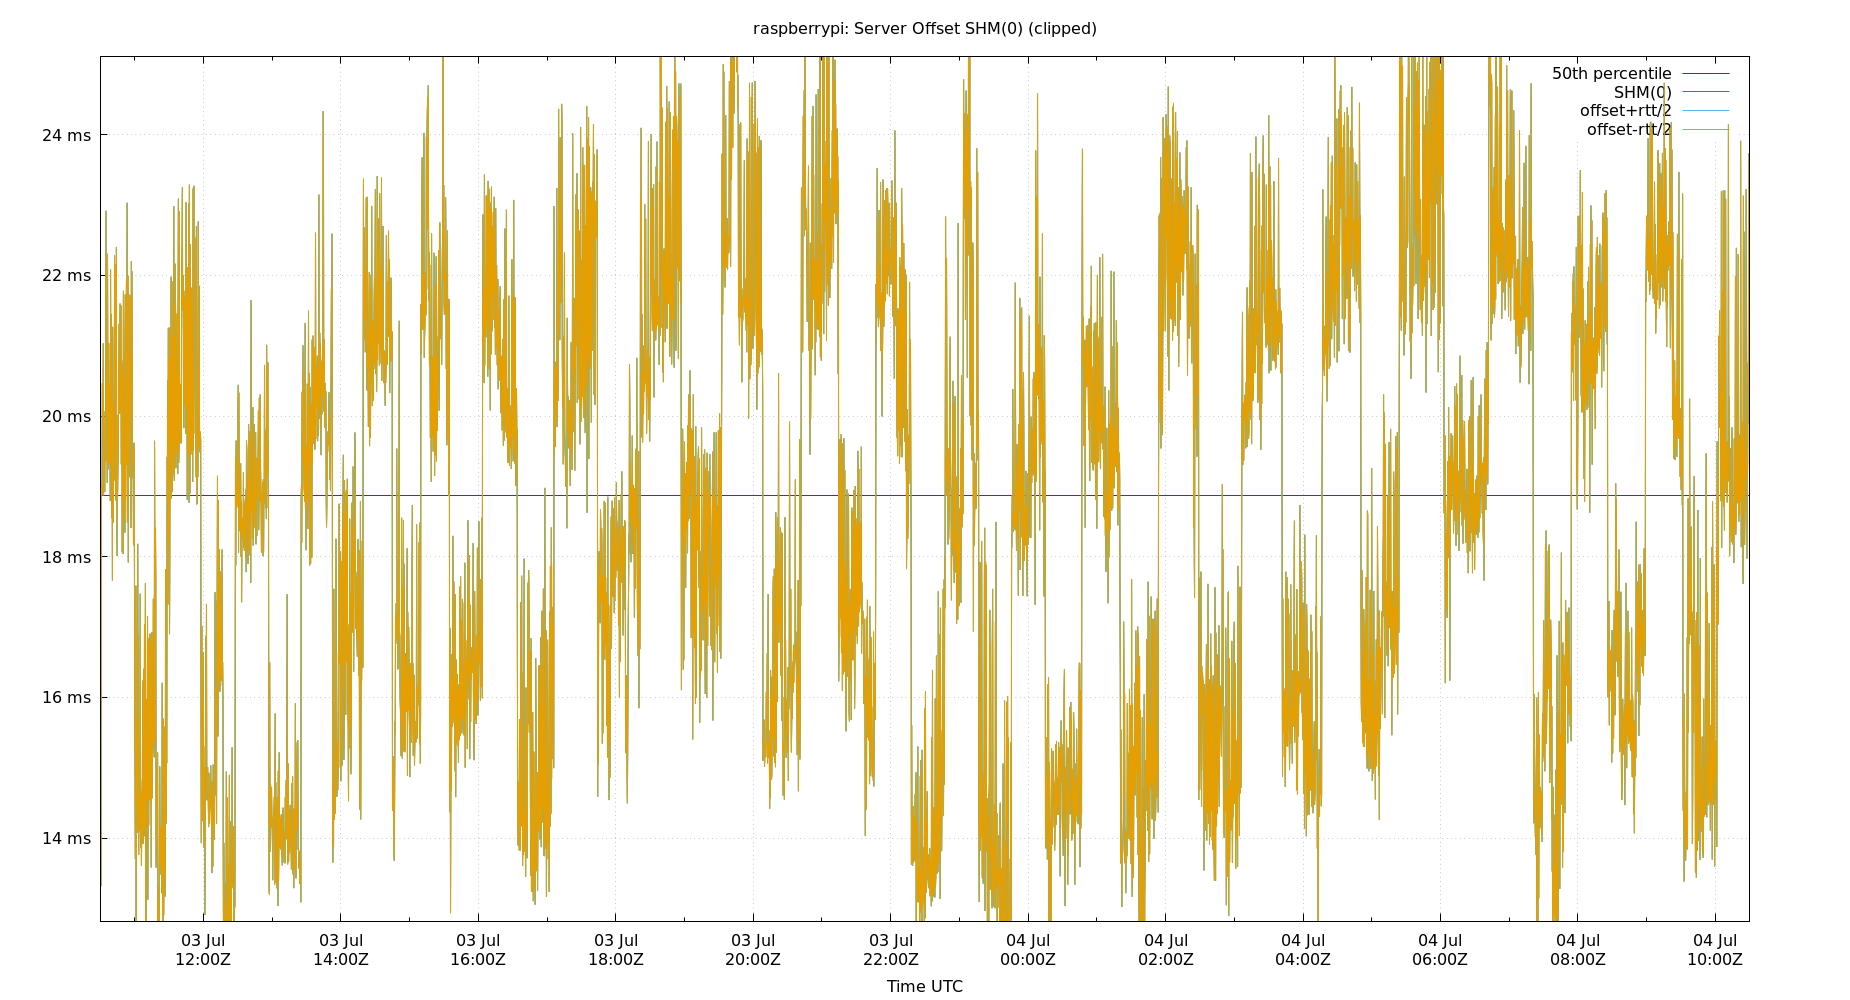 raspberrypi: Server Offset SHM(0) (clipped)
50th percentile
SHM(0)
offset+rtt/2
offset-rtt/2
24 ms
22 ms
20 ms
18 ms
16 ms
14 ms
03 Jul 03 Jul 03 Jul 03 Jul 03 Jul 03 Jul 04 Jul 04 Jul 04 Jul 04 Jul 04 Jul 04 Jul
12:00Z 14:00Z 16:00Z 18:00Z 20:00Z 22:00Z 00:00Z 02:00Z 04:00Z 06:00Z 08:00Z 10:00Z
Time UTC